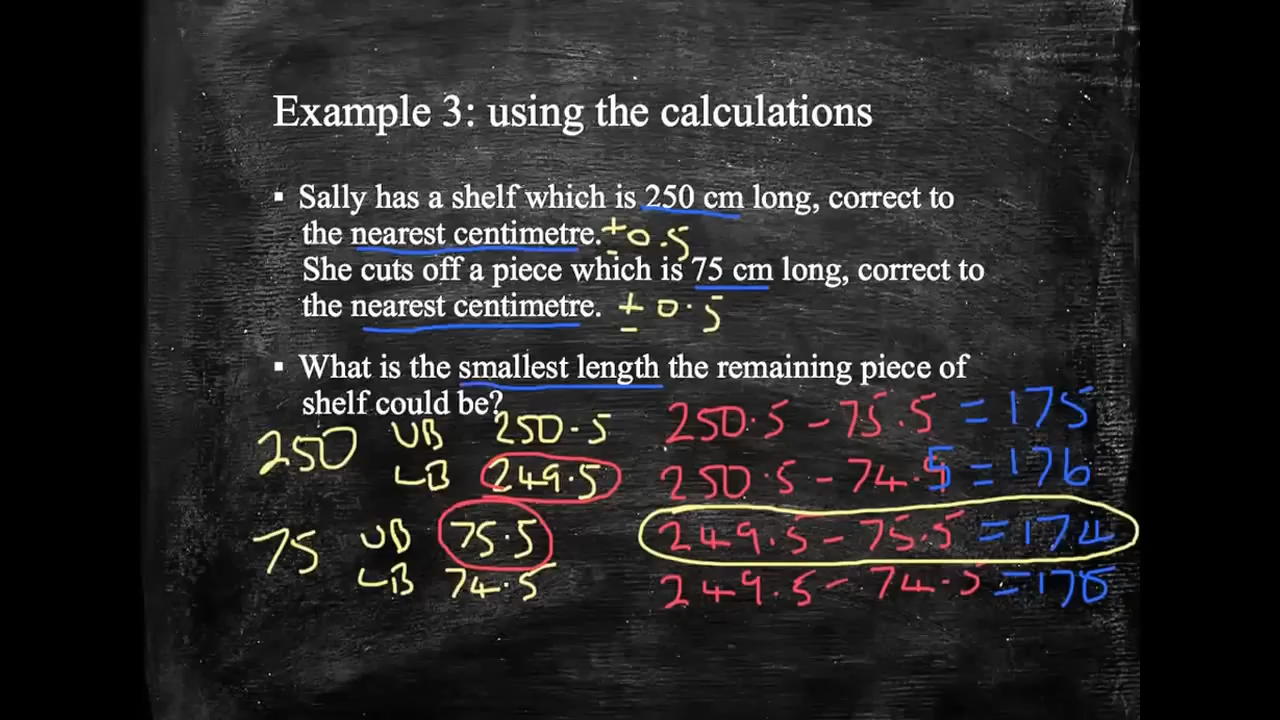 Example 3: using the calculations
▪ Sally has a shelf which is 250 cm long, correct to
the nearest centimetre. ±0.5
She cuts off a piece which is 75 cm long, correct to
the nearest centimetre. ±0.5
▪ What is the smallest length the remaining piece of
shelf could be?
250 UB 250.5
LB 249.5
75 UB 75.5
LB 74.5
250.5 - 75.5 = 175
250.5 - 74.5 = 176
249.5 - 75.5 = 174
249.5 - 74.5 = 175